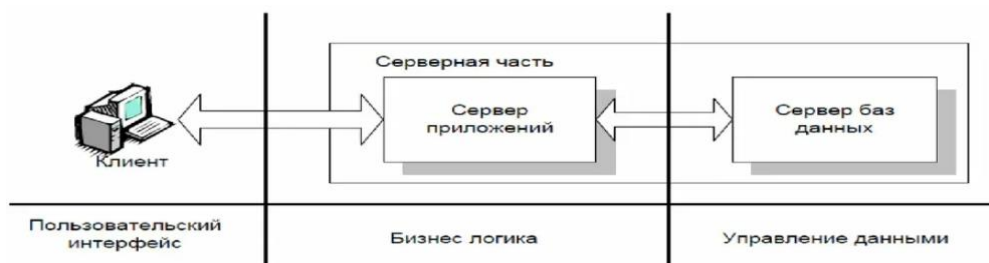 Серверная часть
Клиент
Сервер
приложений
Сервер баз
данных
Пользовательский
интерфейс
Бизнес логика
Управление данными